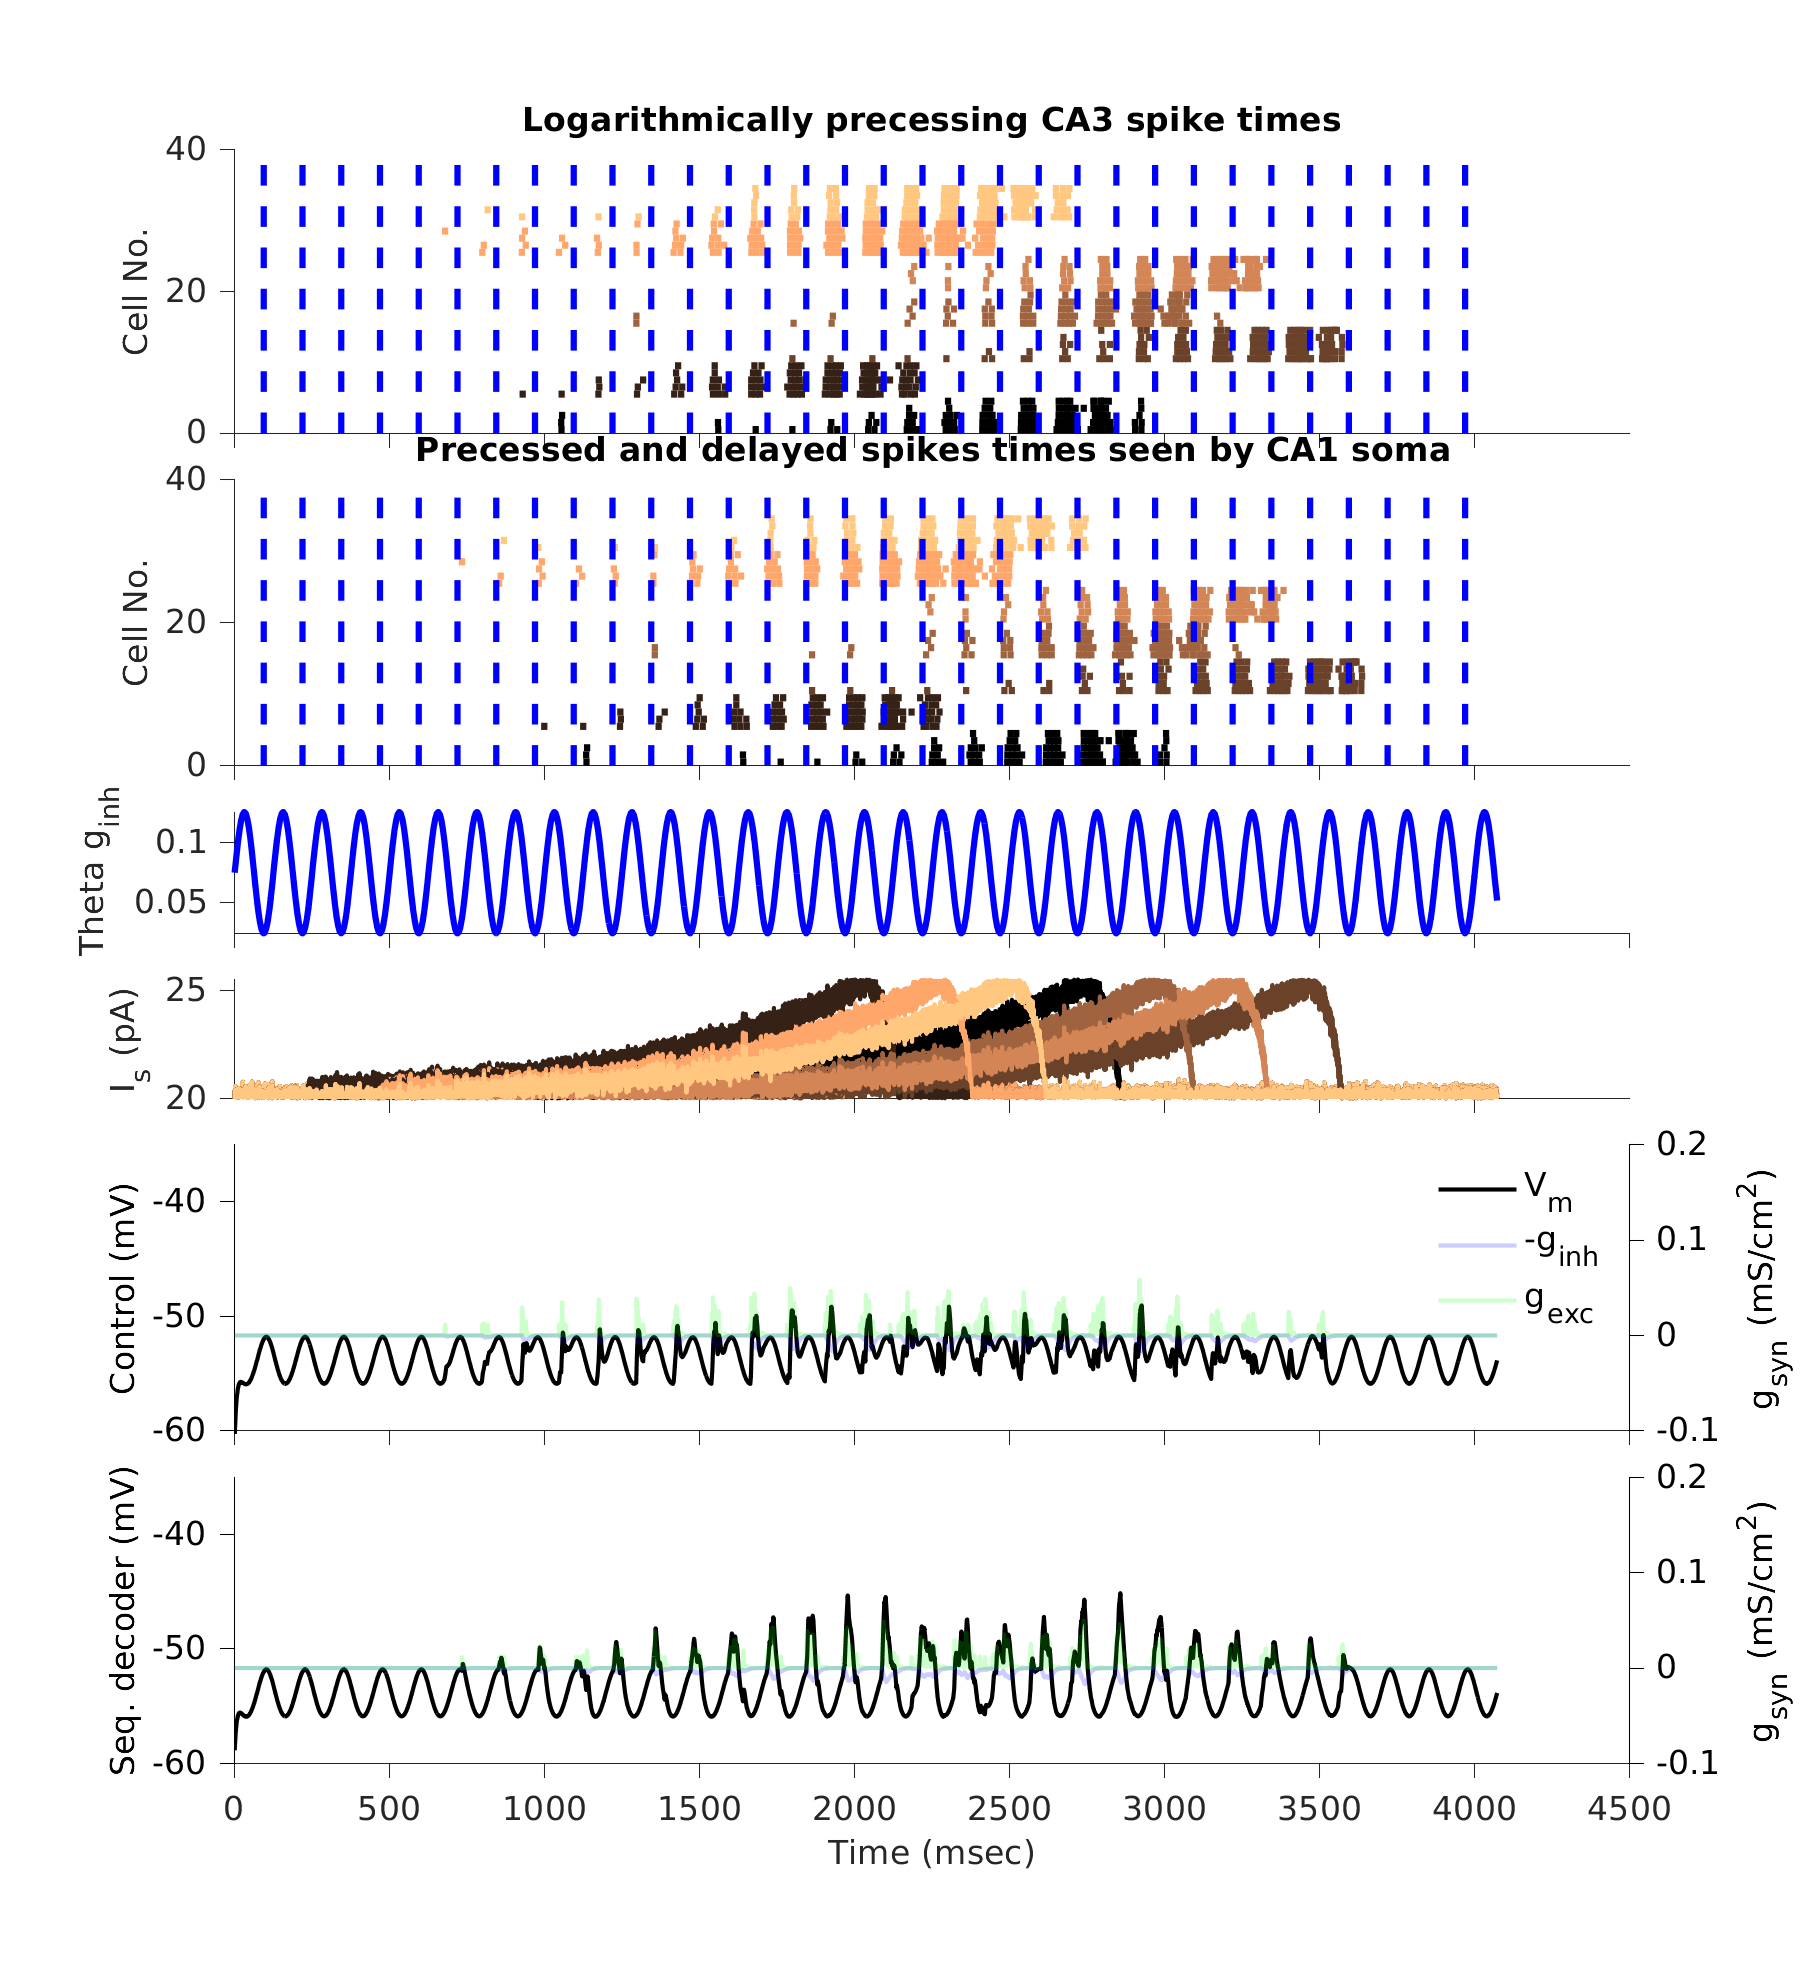 Logarithmically precessing CA3 spike times
40
20
0
Cell No.
Precessed and delayed spikes times seen by CA1 soma
40
20
0
Cell No.
0.1
0.05
Theta g_inh
25
20
I_s (pA)
-40
-50
-60
Control (mV)
V_m
-g_inh
g_exc
0.2
0.1
0
-0.1
g_syn (mS/cm²)
-40
-50
-60
Seq. decoder (mV)
0.2
0.1
0
-0.1
g_syn (mS/cm²)
0 500 1000 1500 2000 2500 3000 3500 4000 4500
Time (msec)